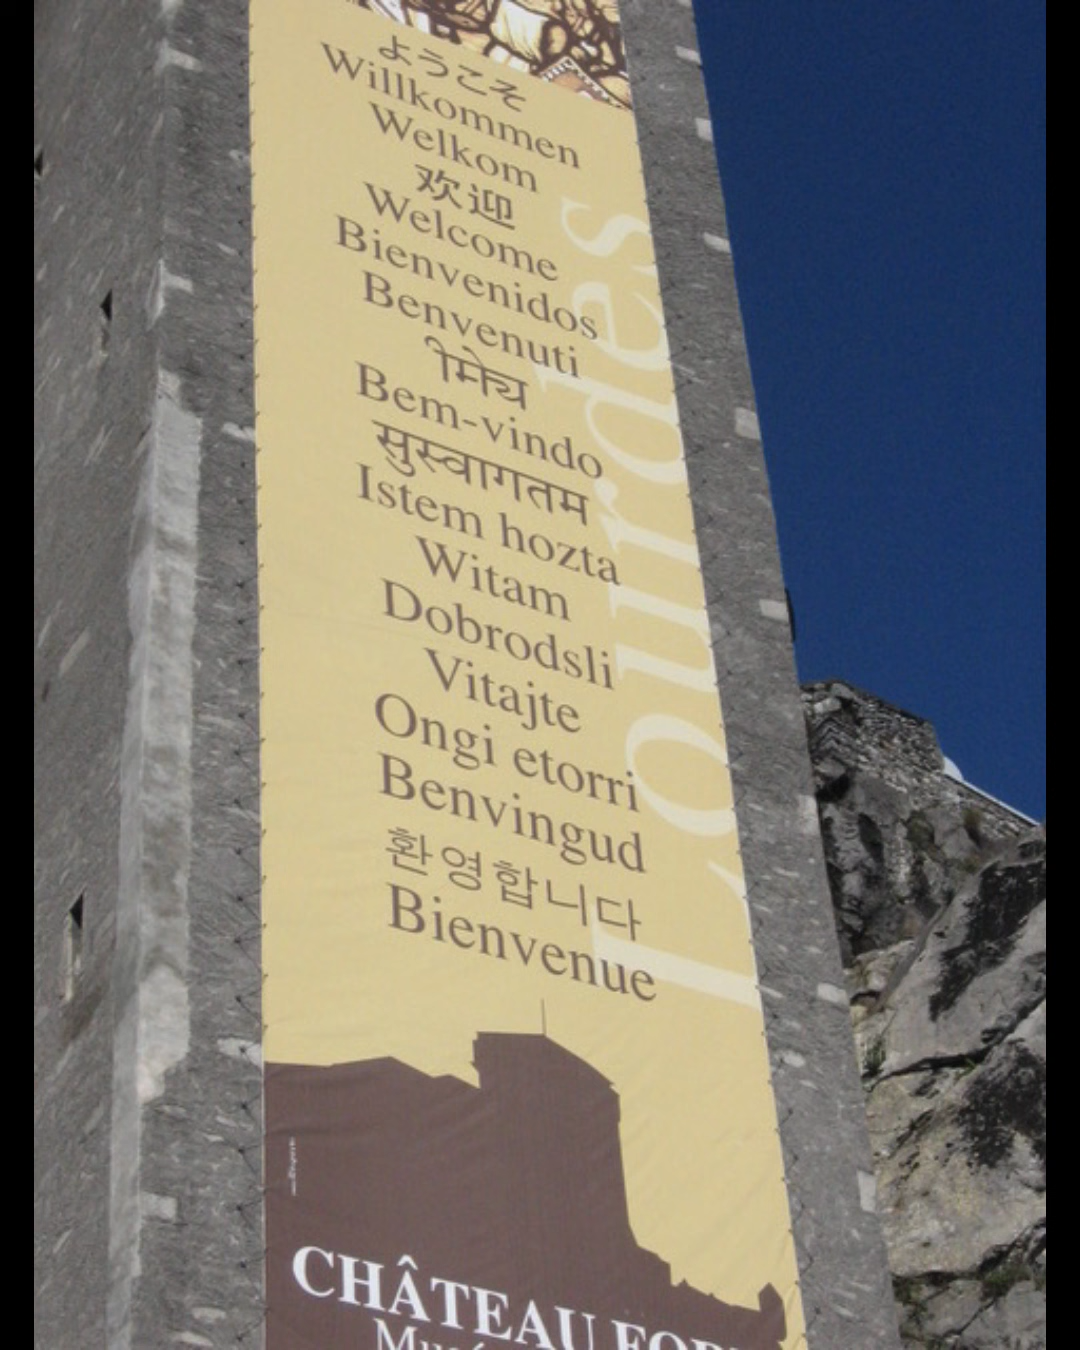 ようこそ
Willkommen
Welkom
欢迎
Welcome
Bienvenidos
Benvenuti
Bem-vindo
सुस्वागतम
Istem hozta
Witam
Dobrodsli
Vitajte
Ongi etorri
Benvingud
환영합니다
Bienvenue
Lourdes
CHÂTEAU